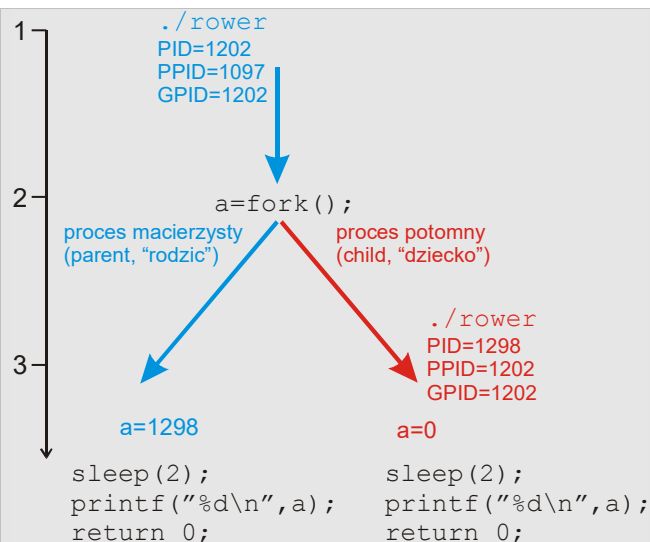 1
./rower
PID=1202
PPID=1097
GPID=1202
2
a=fork();
proces macierzysty
(parent, “rodzic”)
proces potomny
(child, “dziecko”)
./rower
PID=1298
PPID=1202
GPID=1202
3
a=1298
a=0
sleep(2);
printf(”%d\n”,a);
return 0;
sleep(2);
printf(”%d\n”,a);
return 0;